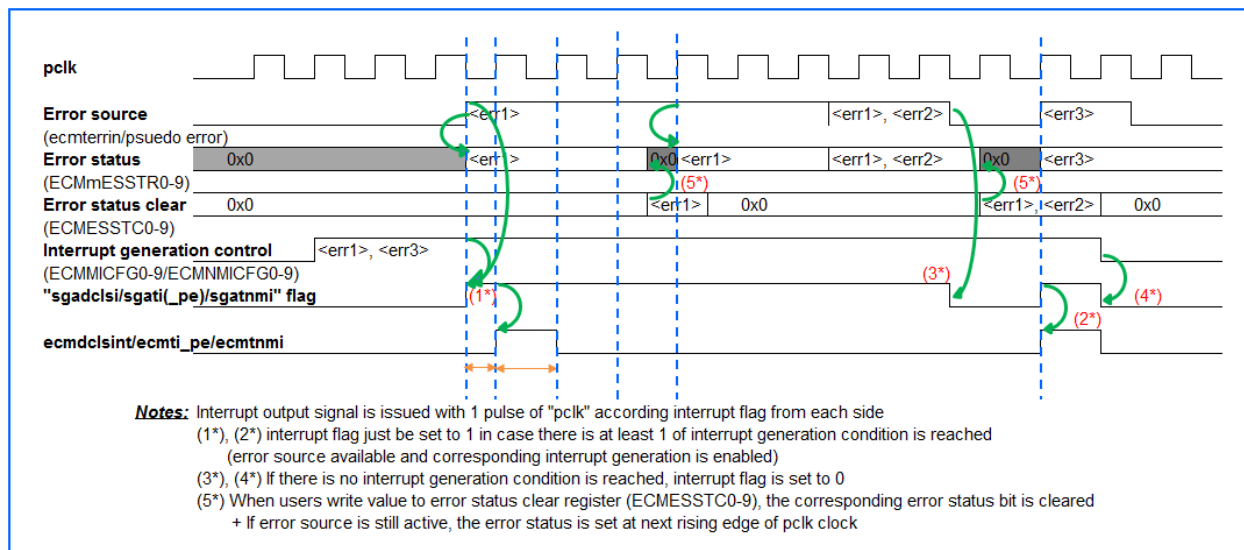 pclk
Error source
(ecmterrin/psuedo error)
<err1>
<err1>, <err2>
<err3>
Error status
(ECMmESSTR0-9)
0x0
<err1>
0x0
<err1>
<err1>, <err2>
0x0
<err3>
(5*)
(5*)
Error status clear
(ECMESSTC0-9)
0x0
<err1>
0x0
<err1>, <err2>
0x0
Interrupt generation control
(ECMMICFG0-9/ECMNMICFG0-9)
<err1>, <err3>
"sgadclsi/sgati(_pe)/sgatnmi" flag
(1*)
(3*)
(4*)
(2*)
ecmdclsint/ecmti_pe/ecmtnmi
Notes: Interrupt output signal is issued with 1 pulse of "pclk" according interrupt flag from each side
(1*), (2*) interrupt flag just be set to 1 in case there is at least 1 of interrupt generation condition is reached
(error source available and corresponding interrupt generation is enabled)
(3*), (4*) If there is no interrupt generation condition is reached, interrupt flag is set to 0
(5*) When users write value to error status clear register (ECMESSTC0-9), the corresponding error status bit is cleared
+ If error source is still active, the error status is set at next rising edge of pclk clock